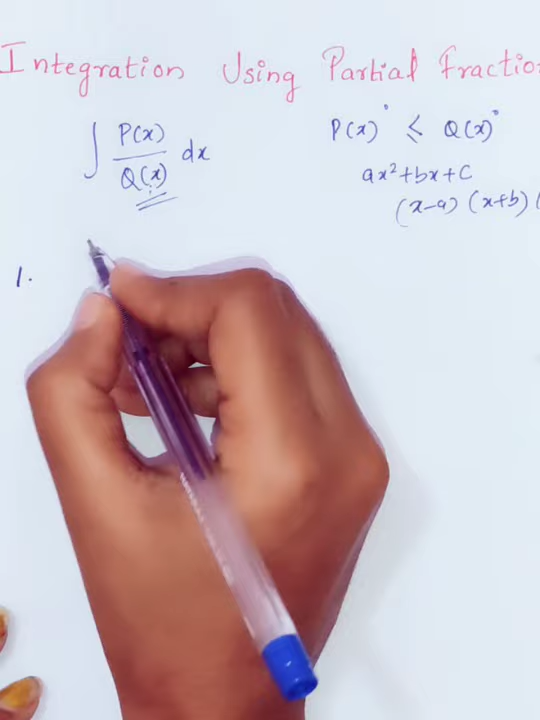 Integration Using Partial Fractio
∫ P(x)/Q(x) dx
P(x)° ≤ Q(x)°
ax²+bx+c
(x-a) (x+b) (
1.